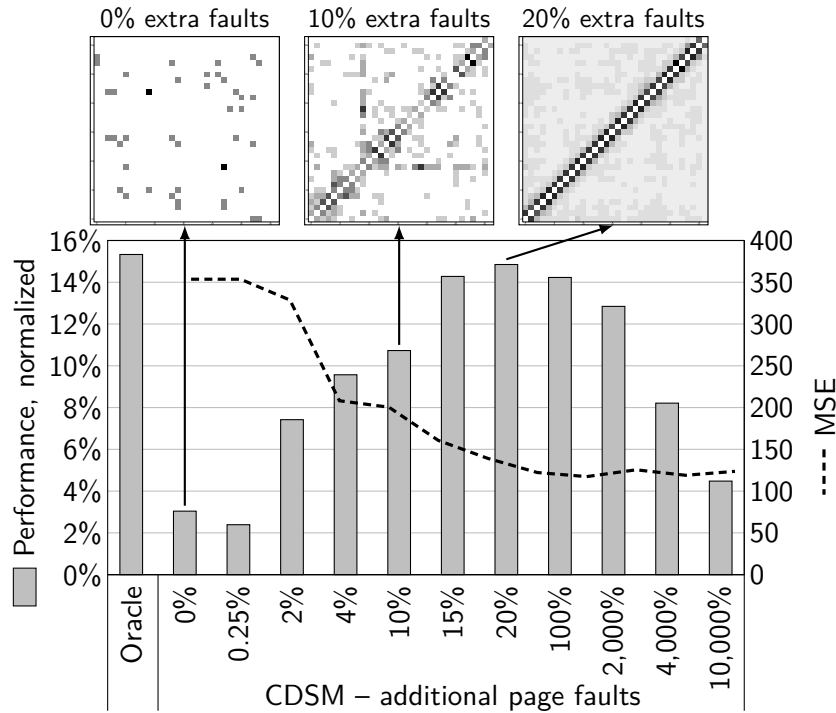 0% extra faults 10% extra faults 20% extra faults
16% 400
14% 350
12% 300
10% 250
8% 200
6% 150
4% 100
2% 50
0% 0
Performance, normalized
MSE
Oracle 0% 0.25% 2% 4% 10% 15% 20% 100% 2,000% 4,000% 10,000%
CDSM – additional page faults